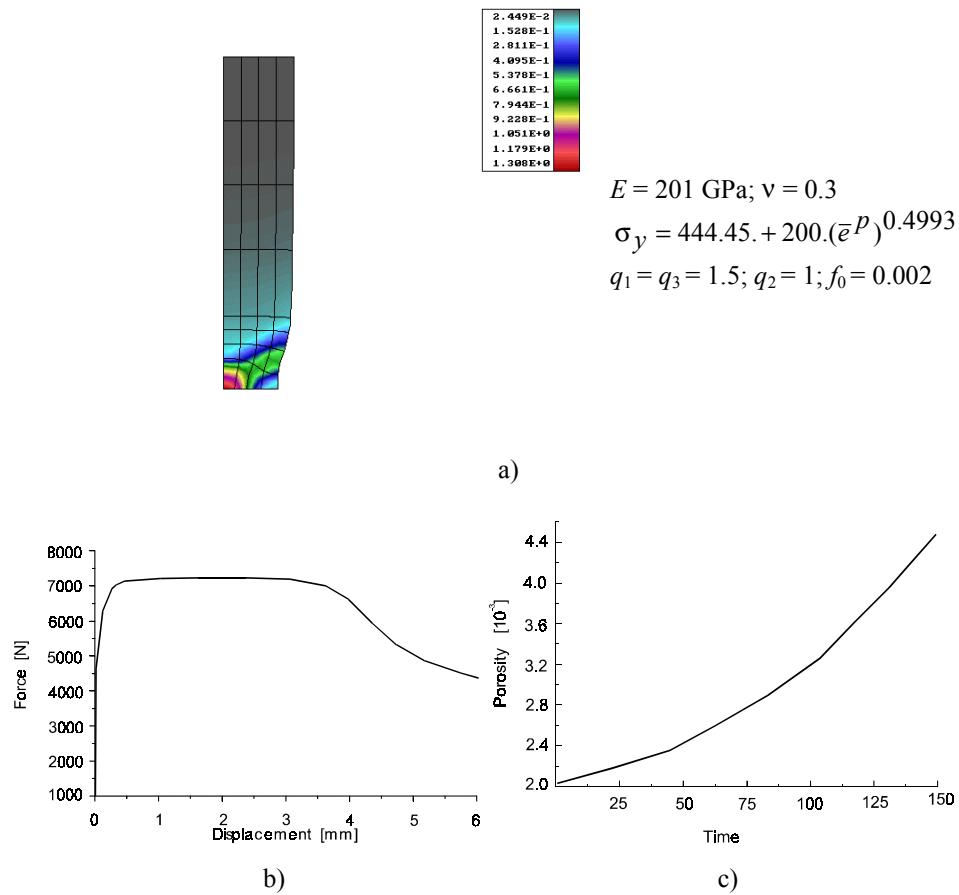 2.449E-2
1.528E-1
2.811E-1
4.095E-1
5.378E-1
6.661E-1
7.944E-1
9.228E-1
1.051E+0
1.179E+0
1.308E+0
E = 201 GPa; ν = 0.3
σy = 444.45.+ 200.(e̅ p)0.4993
q1 = q3 = 1.5; q2 = 1; f0 = 0.002
a)
8000
7000
6000
5000
4000
3000
2000
1000
Force [N]
0 1 2 3 4 5 6
Displacement [mm]
b)
4.4
4.0
3.6
3.2
2.8
2.4
2.0
Porosity [10-3]
25 50 75 100 125 150
Time
c)